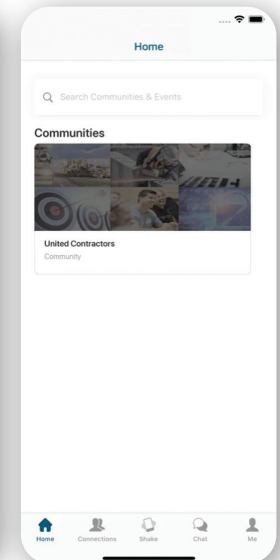 Home
Search Communities & Events
Communities
United Contractors
Community
Home Connections Shake Chat Me